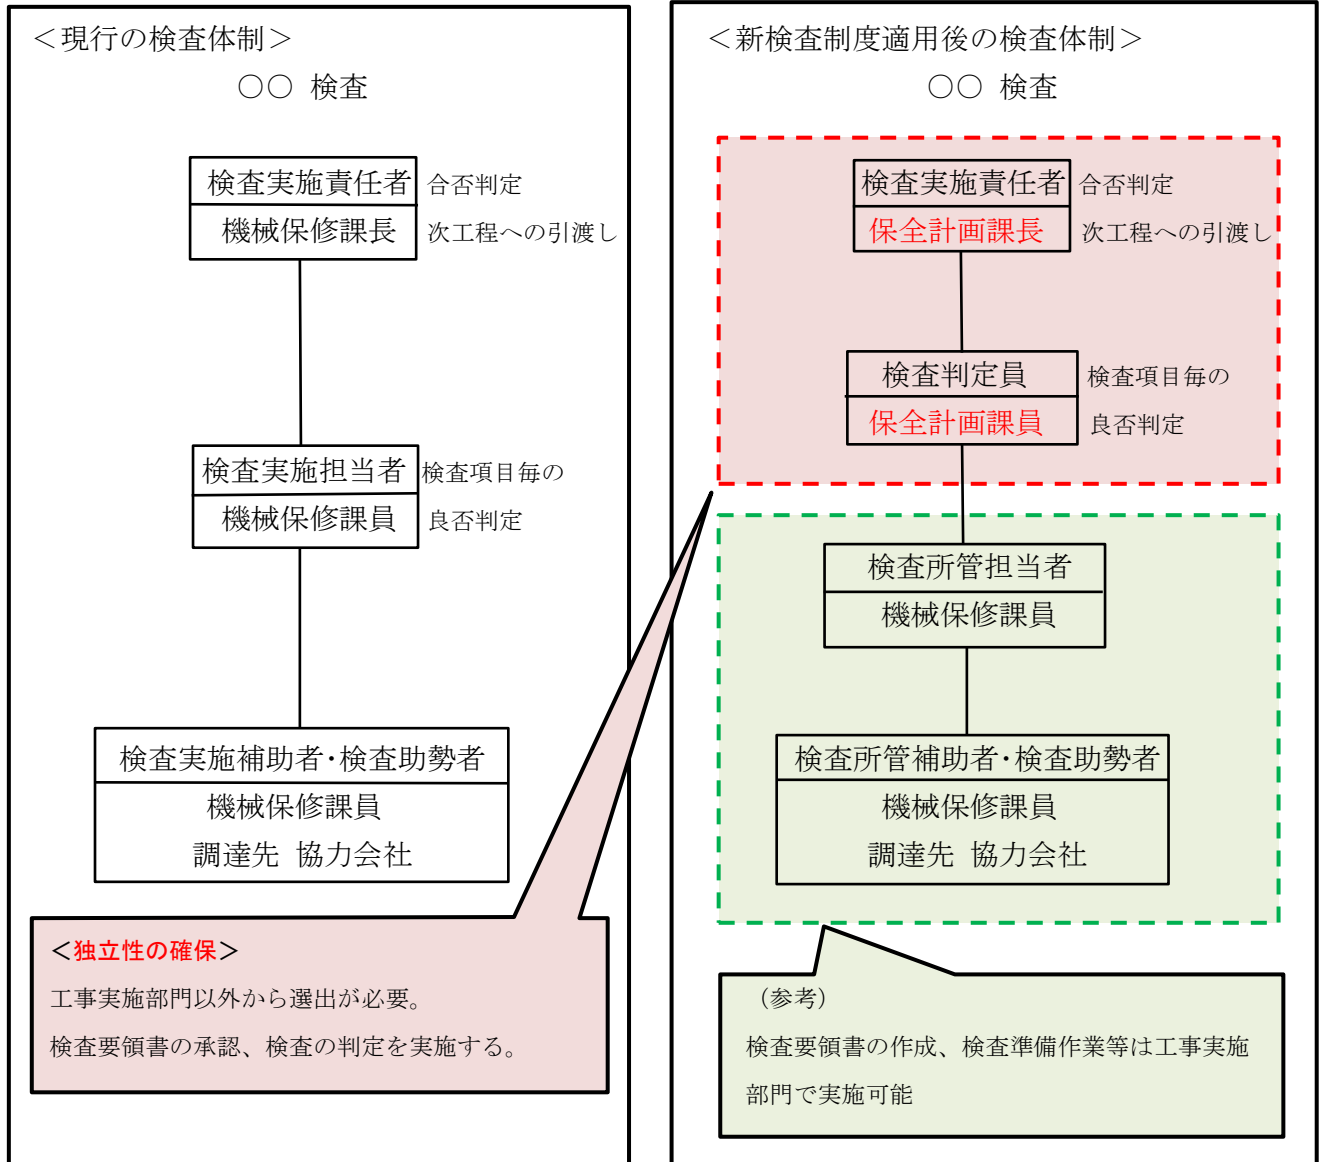 ＜現行の検査体制＞
○○ 検査
検査実施責任者 合否判定
機械保修課長 次工程への引渡し
検査実施担当者 検査項目毎の
機械保修課員 良否判定
検査実施補助者・検査助勢者
機械保修課員
調達先 協力会社
＜独立性の確保＞
工事実施部門以外から選出が必要。
検査要領書の承認、検査の判定を実施する。
＜新検査制度適用後の検査体制＞
○○ 検査
検査実施責任者 合否判定
保全計画課長 次工程への引渡し
検査判定員 検査項目毎の
保全計画課員 良否判定
検査所管担当者
機械保修課員
検査所管補助者・検査助勢者
機械保修課員
調達先 協力会社
（参考）
検査要領書の作成、検査準備作業等は工事実施
部門で実施可能